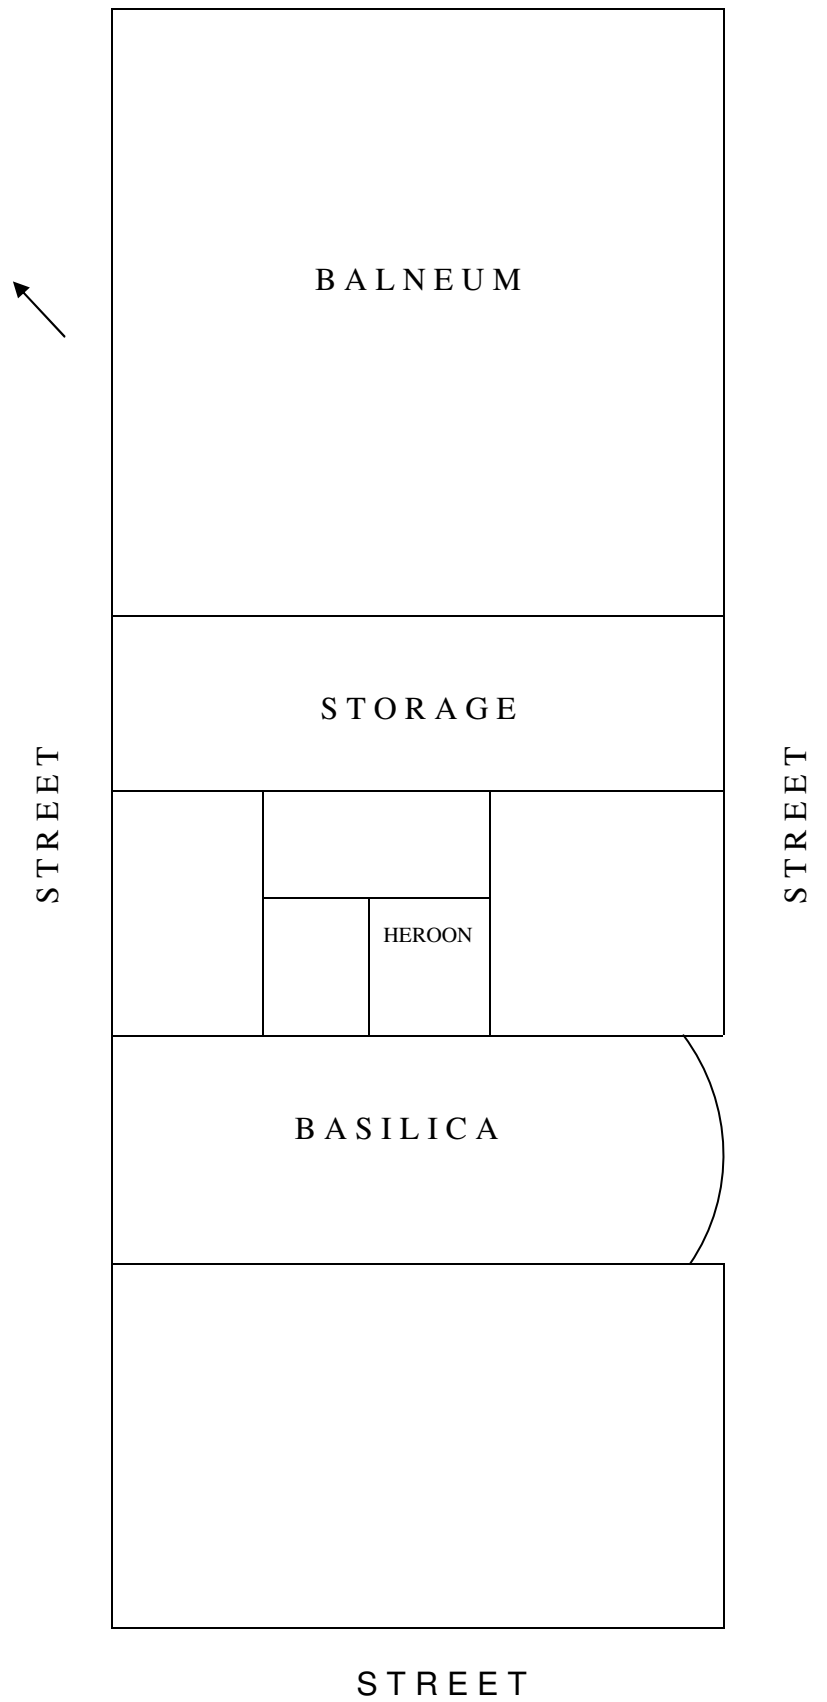 BALNEUM
STORAGE
STREET
STREET
HEROON
BASILICA
STREET